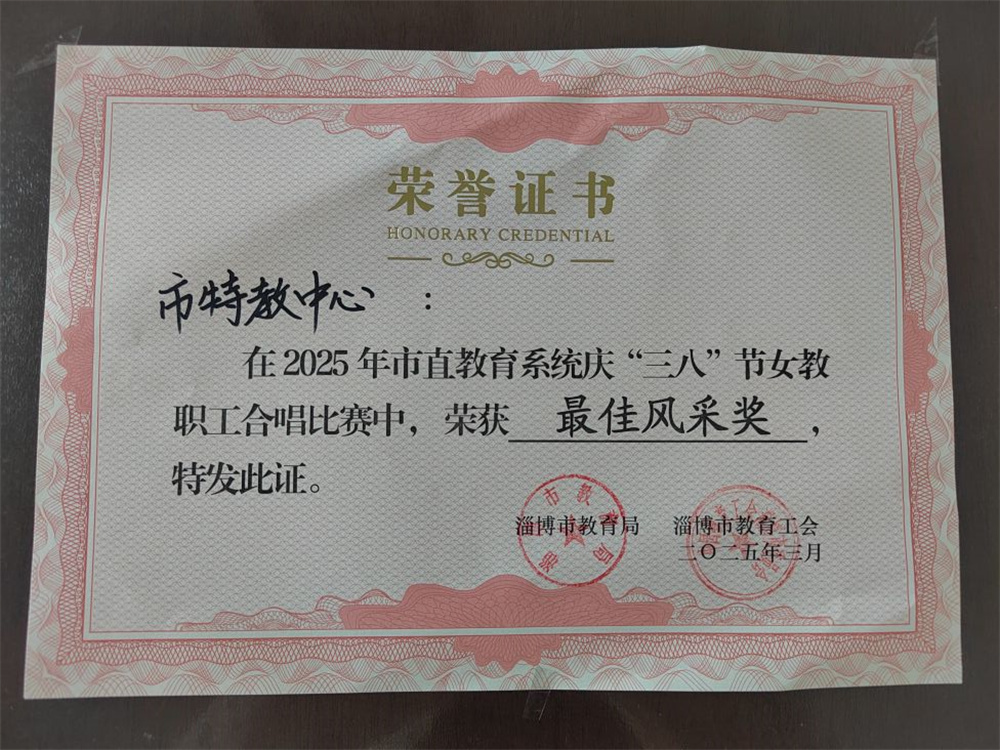 荣誉证书
HONORARY CREDENTIAL
市特教中心 :
在2025年市直教育系统庆“三八”节女教
职工合唱比赛中，荣获 最佳风采奖，
特发此证。
淄博市教育局 淄博市教育工会
二〇二五年三月